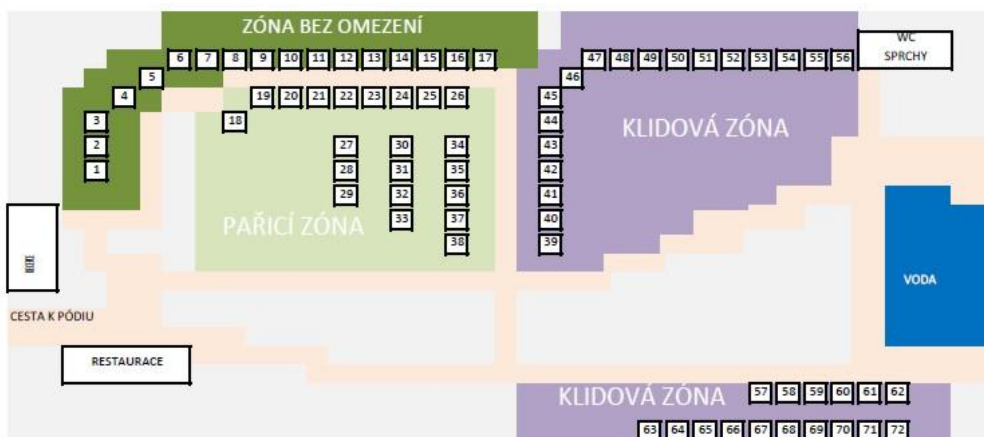 ZÓNA BEZ OMEZENÍ
WC
SPRCHY
6 7 8 9 10 11 12 13 14 15 16 17
47 48 49 50 51 52 53 54 55 56
5
46
4
19 20 21 22 23 24 25 26
45
3
18
44
KLIDOVÁ ZÓNA
2
27 30 34
43
1
28 31 35
42
29 32 36
41
PAŘICÍ ZÓNA
33 37
40
38
39
VODA
CESTA K PÓDIU
RESTAURACE
KLIDOVÁ ZÓNA
57 58 59 60 61 62
63 64 65 66 67 68 69 70 71 72